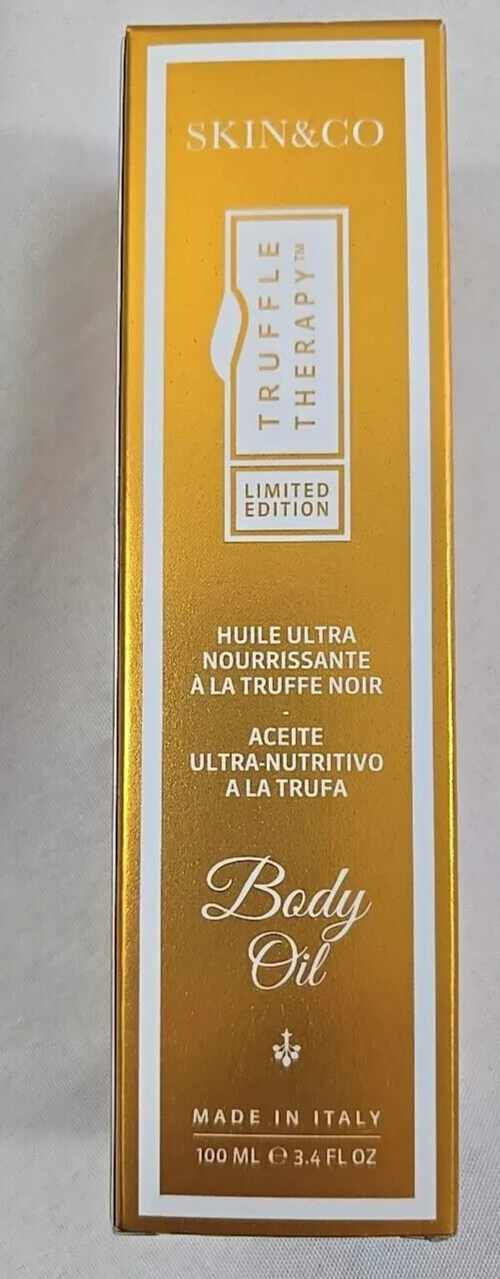 SKIN&CO
TRUFFLE
THERAPY™
LIMITED
EDITION
HUILE ULTRA
NOURRISSANTE
À LA TRUFFE NOIR
-
ACEITE
ULTRA-NUTRITIVO
A LA TRUFA
Body
Oil
MADE IN ITALY
100 ML ℮ 3.4 FL OZ